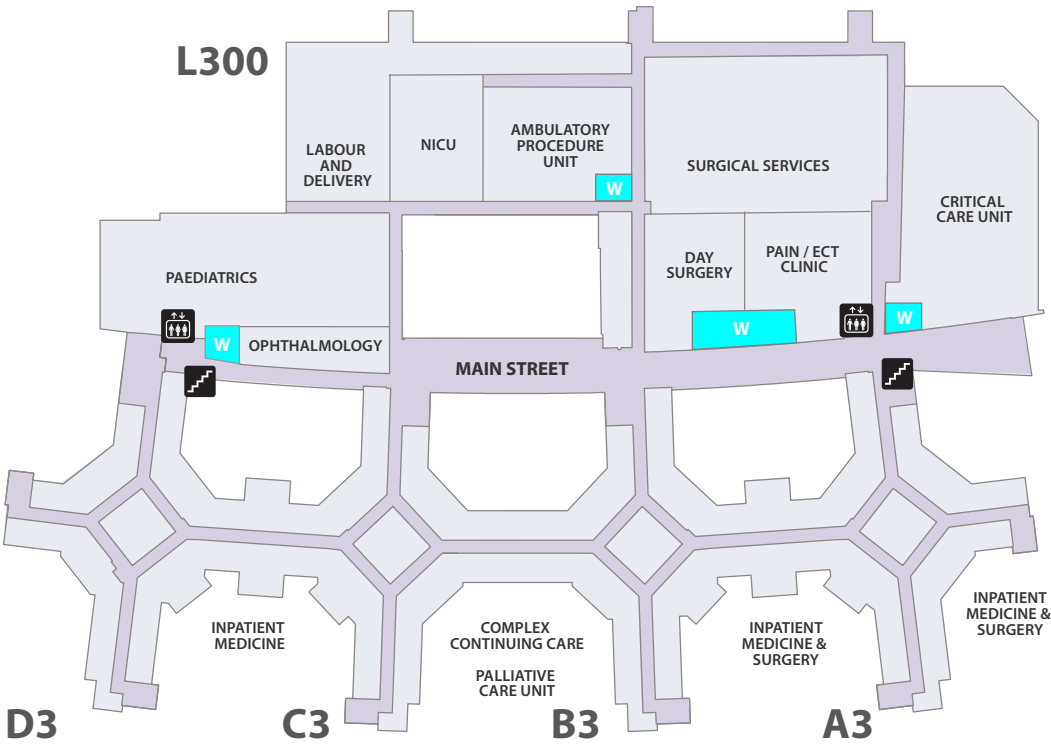 L300
LABOUR
AND
DELIVERY
NICU
AMBULATORY
PROCEDURE
UNIT
W
SURGICAL SERVICES
CRITICAL
CARE UNIT
PAEDIATRICS
DAY
SURGERY
PAIN / ECT
CLINIC
W
OPHTHALMOLOGY
W
W
MAIN STREET
INPATIENT
MEDICINE
COMPLEX
CONTINUING CARE
PALLIATIVE
CARE UNIT
INPATIENT
MEDICINE &
SURGERY
INPATIENT
MEDICINE &
SURGERY
D3
C3
B3
A3